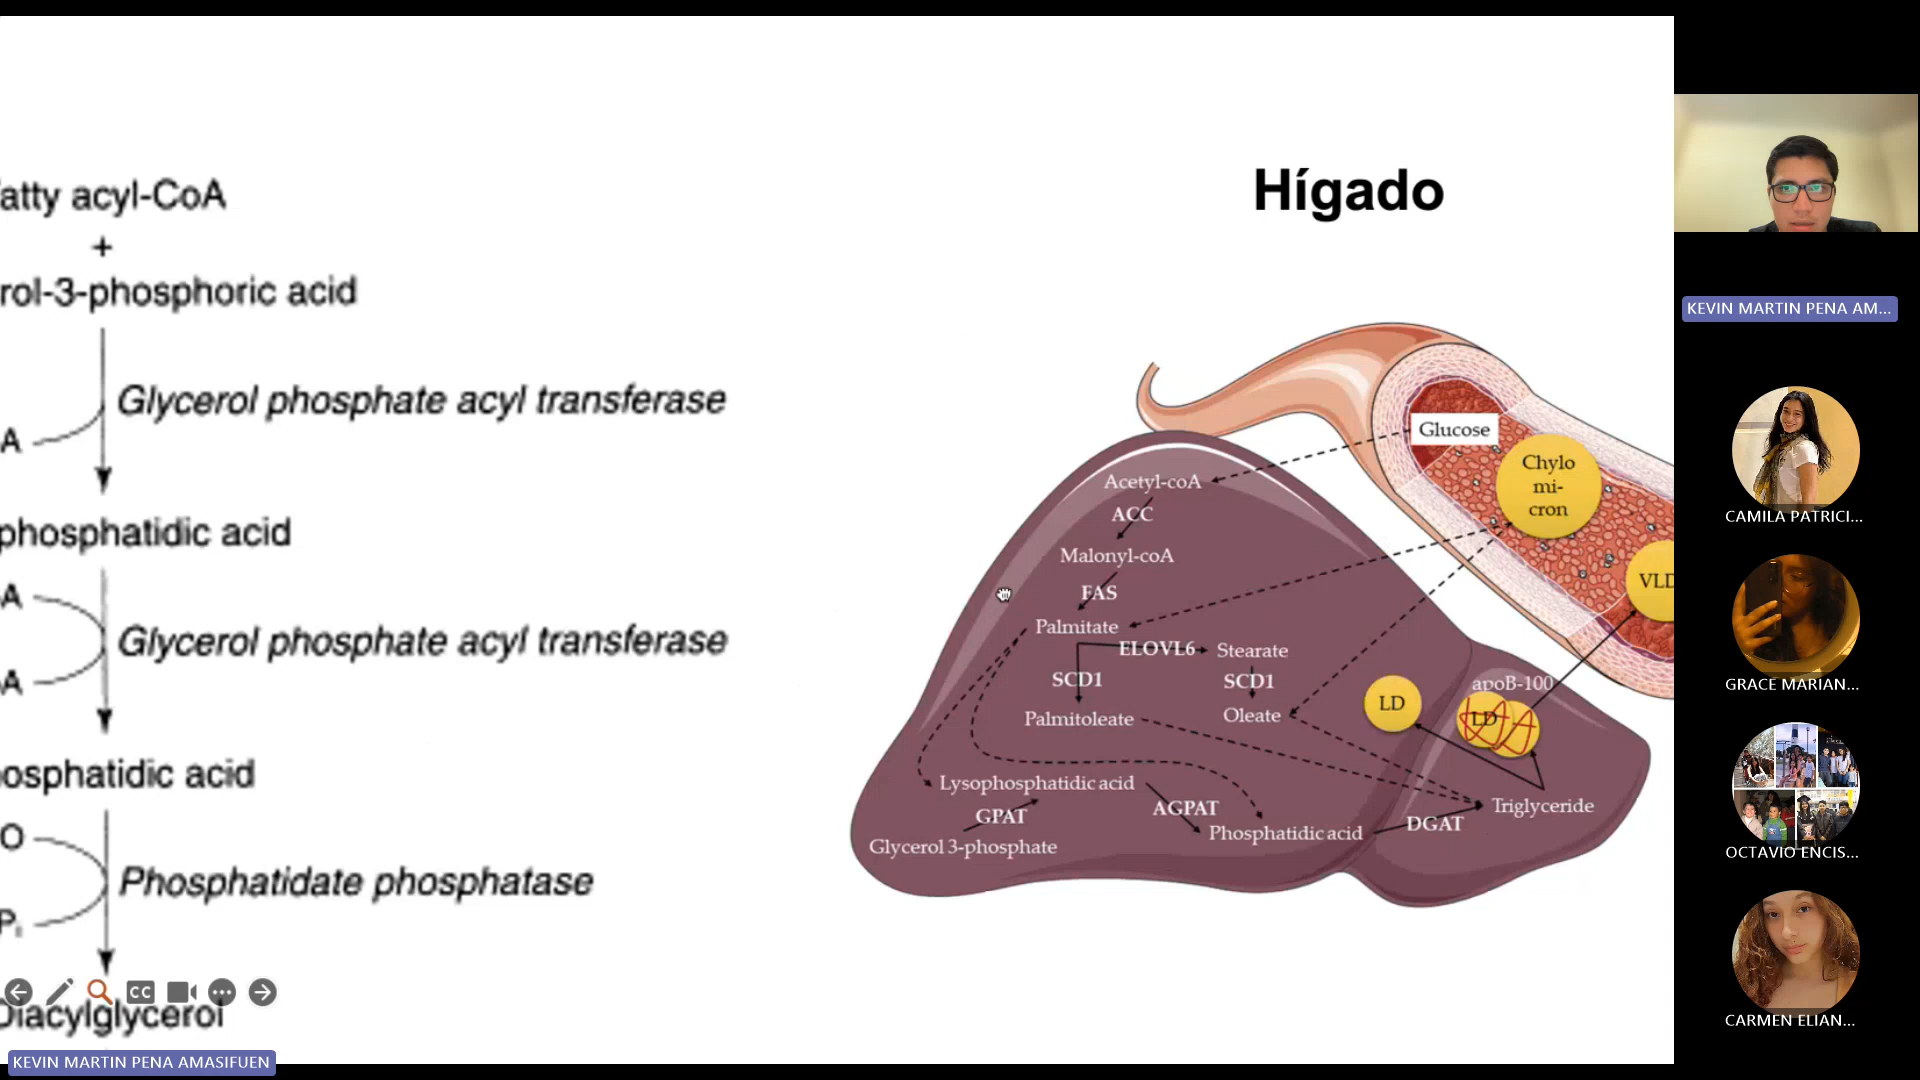 atty acyl-CoA
+
rol-3-phosphoric acid
Glycerol phosphate acyl transferase
A
phosphatidic acid
A
Glycerol phosphate acyl transferase
A
osphatidic acid
O
Phosphatidate phosphatase
Pi
Diacylglycerol
CC
KEVIN MARTIN PENA AMASIFUEN
Hígado
Glucose
Chylo
mi-
cron
VLD
Acetyl-coA
ACC
Malonyl-coA
FAS
Palmitate
ELOVL6
Stearate
SCD1
SCD1
Palmitoleate
Oleate
LD
apoB-100
LD
Lysophosphatidic acid
GPAT
AGPAT
Glycerol 3-phosphate
Phosphatidic acid
DGAT
Triglyceride
KEVIN MARTIN PENA AM...
CAMILA PATRICI...
GRACE MARIAN...
OCTAVIO ENCIS...
CARMEN ELIAN...